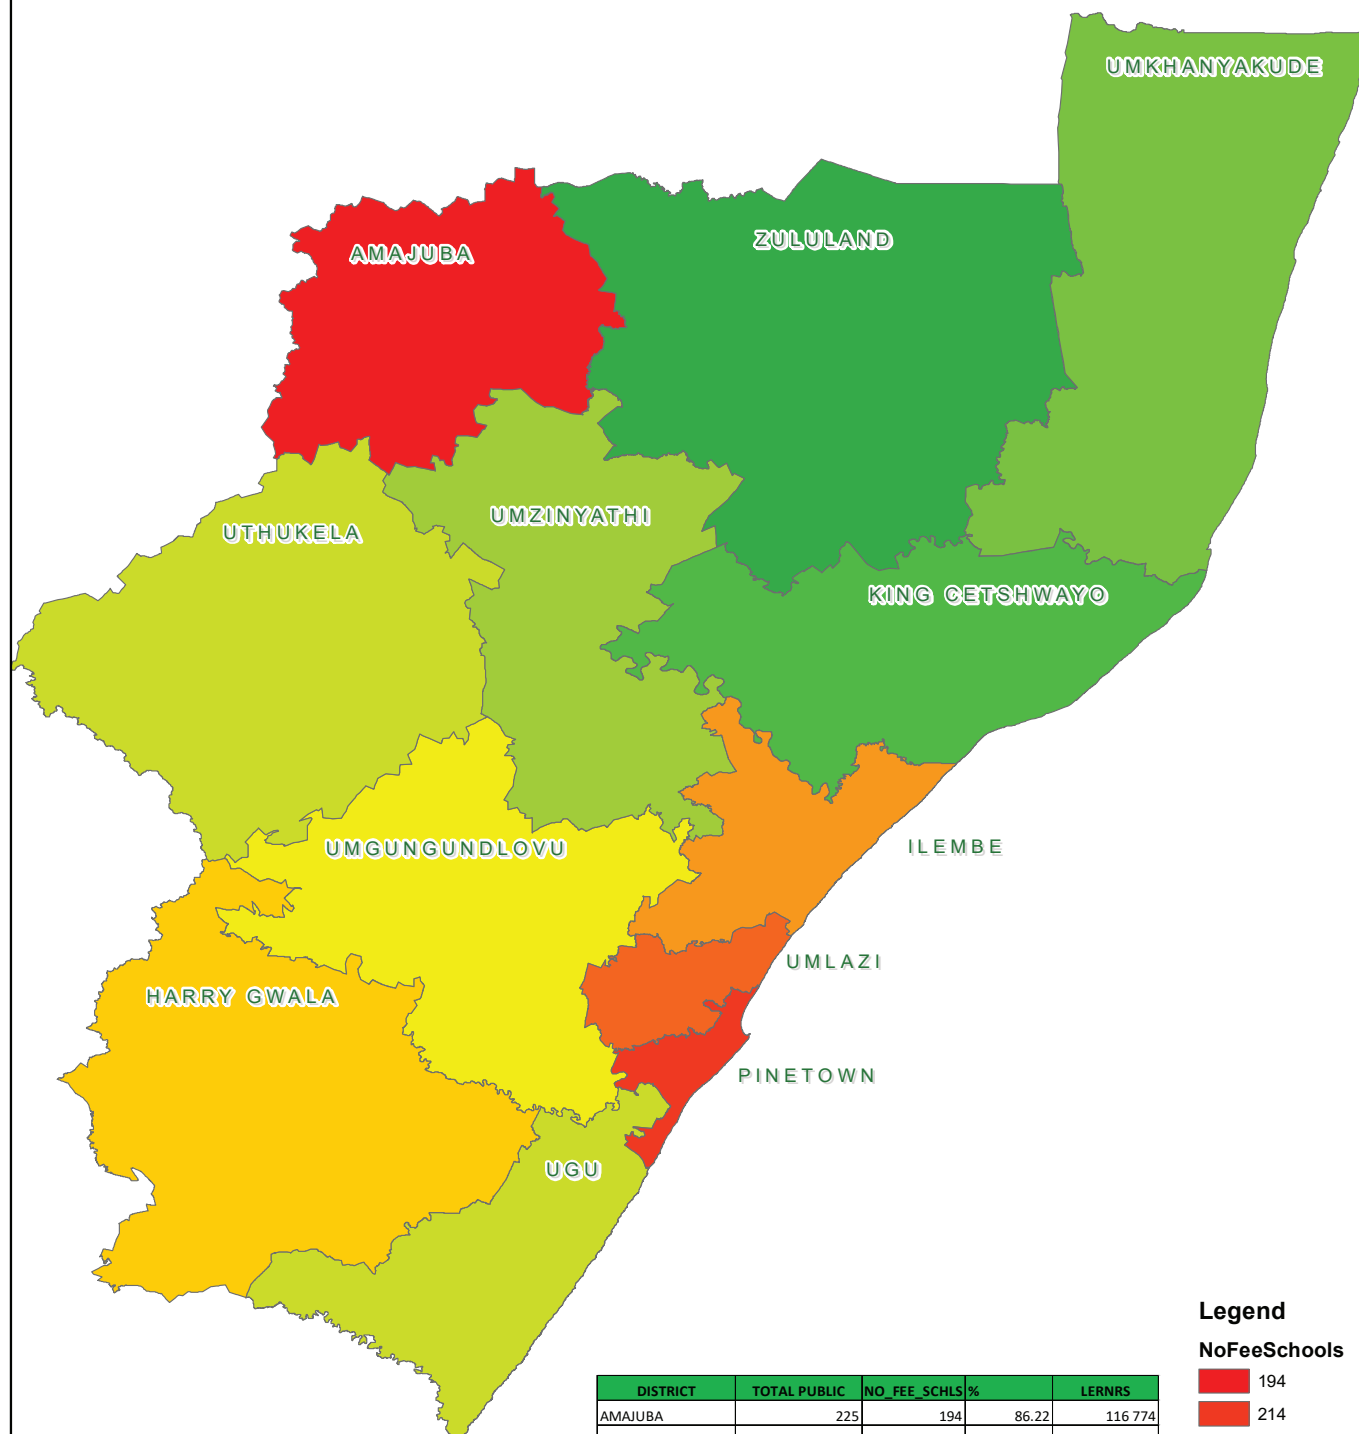 UMKHANYAKUDE
ZULULAND
AMAJUBA
UMZINYATHI
UTHUKELA
KING CETSHWAYO
UMGUNGUNDLOVU
ILEMBE
UMLAZI
HARRY GWALA
PINETOWN
UGU
Legend
NoFeeSchools
194
214
DISTRICT TOTAL PUBLIC NO_FEE_SCHLS % LERNRS
AMAJUBA 225 194 86.22 116 774